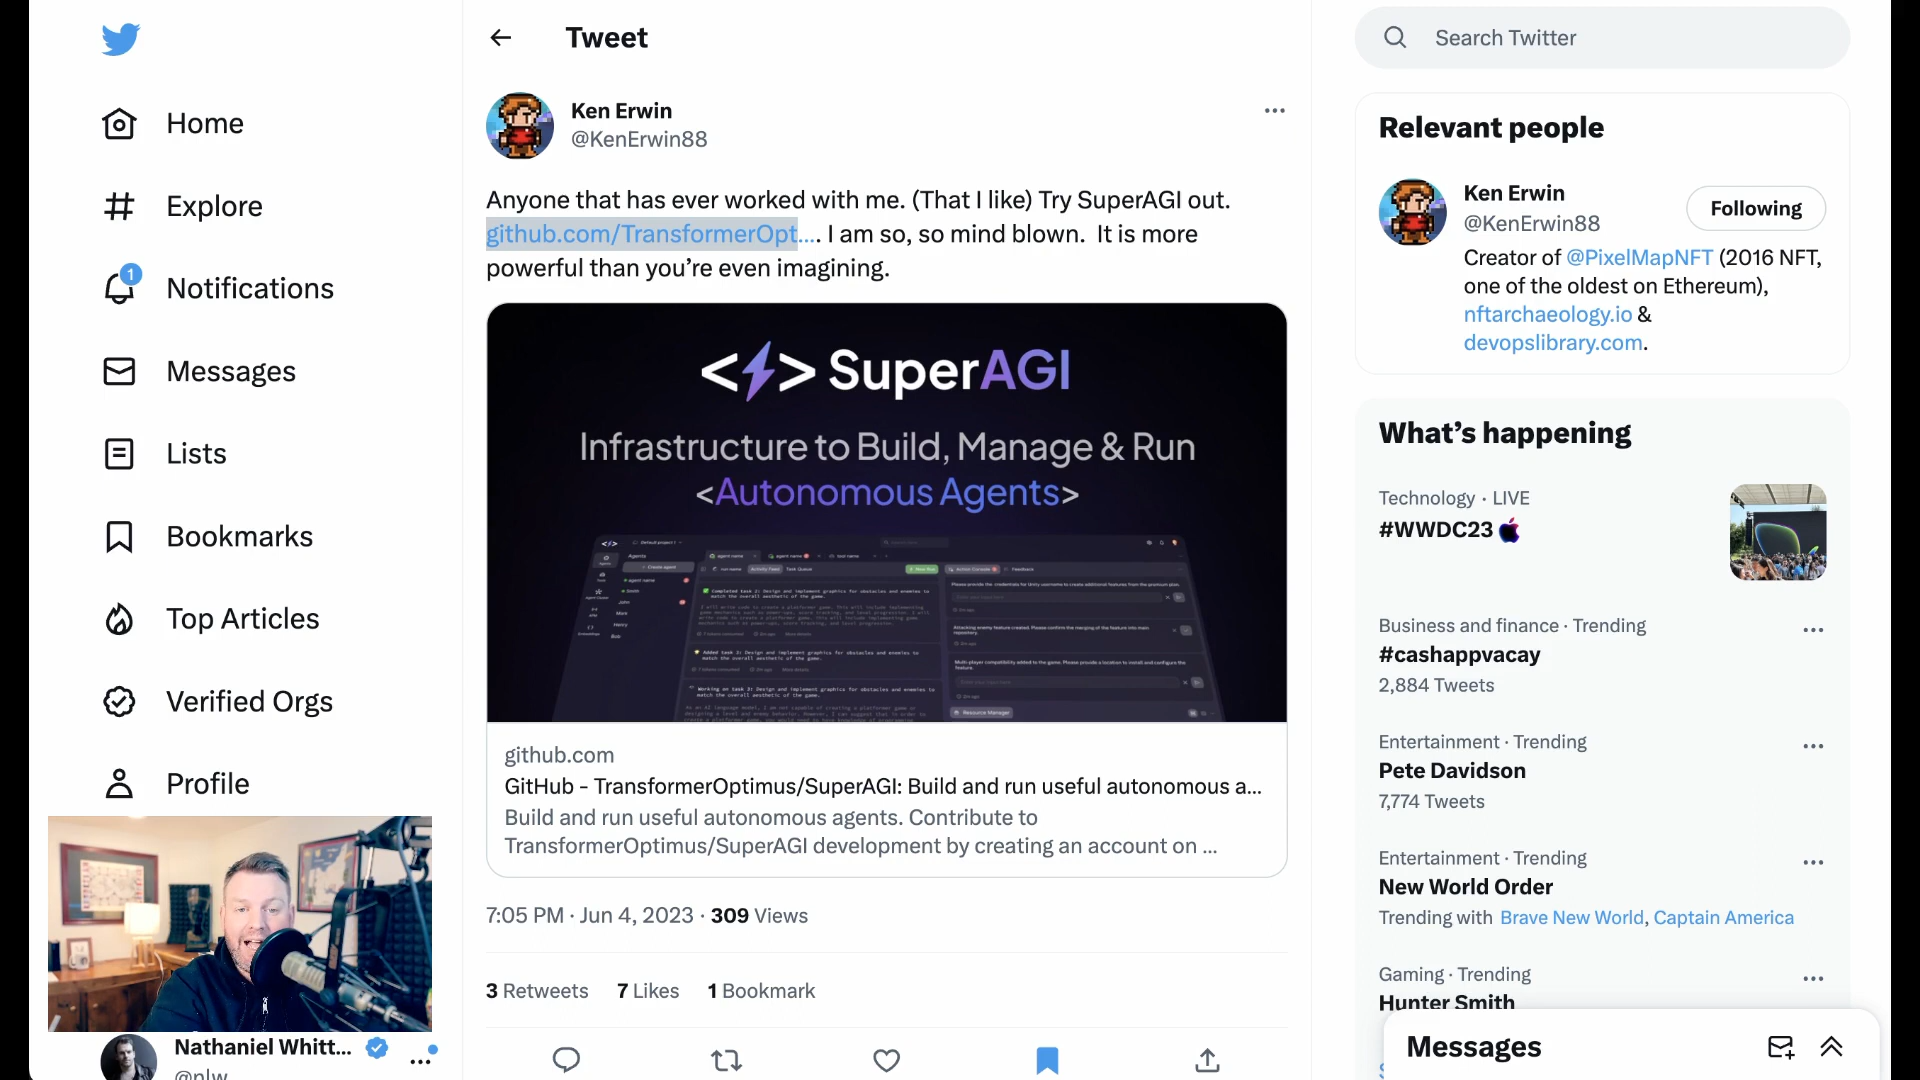 Home
Explore
1
Notifications
Messages
Lists
Bookmarks
Top Articles
Verified Orgs
Profile
Nathaniel Whitt...
@nlw
Tweet
Ken Erwin
@KenErwin88
Anyone that has ever worked with me. (That I like) Try SuperAGI out.
github.com/TransformerOpt.... I am so, so mind blown.  It is more
powerful than you’re even imagining.
SuperAGI
Infrastructure to Build, Manage & Run
<Autonomous Agents>
github.com
GitHub - TransformerOptimus/SuperAGI: Build and run useful autonomous a...
Build and run useful autonomous agents. Contribute to
TransformerOptimus/SuperAGI development by creating an account on ...
7:05 PM · Jun 4, 2023 · 309 Views
3 Retweets 7 Likes 1 Bookmark
Search Twitter
Relevant people
Ken Erwin
@KenErwin88
Following
Creator of @PixelMapNFT (2016 NFT,
one of the oldest on Ethereum),
nftarchaeology.io &
devopslibrary.com.
What’s happening
Technology · LIVE
#WWDC23
Business and finance · Trending
#cashappvacay
2,884 Tweets
Entertainment · Trending
Pete Davidson
7,774 Tweets
Entertainment · Trending
New World Order
Trending with Brave New World, Captain America
Gaming · Trending
Hunter Smith
Messages